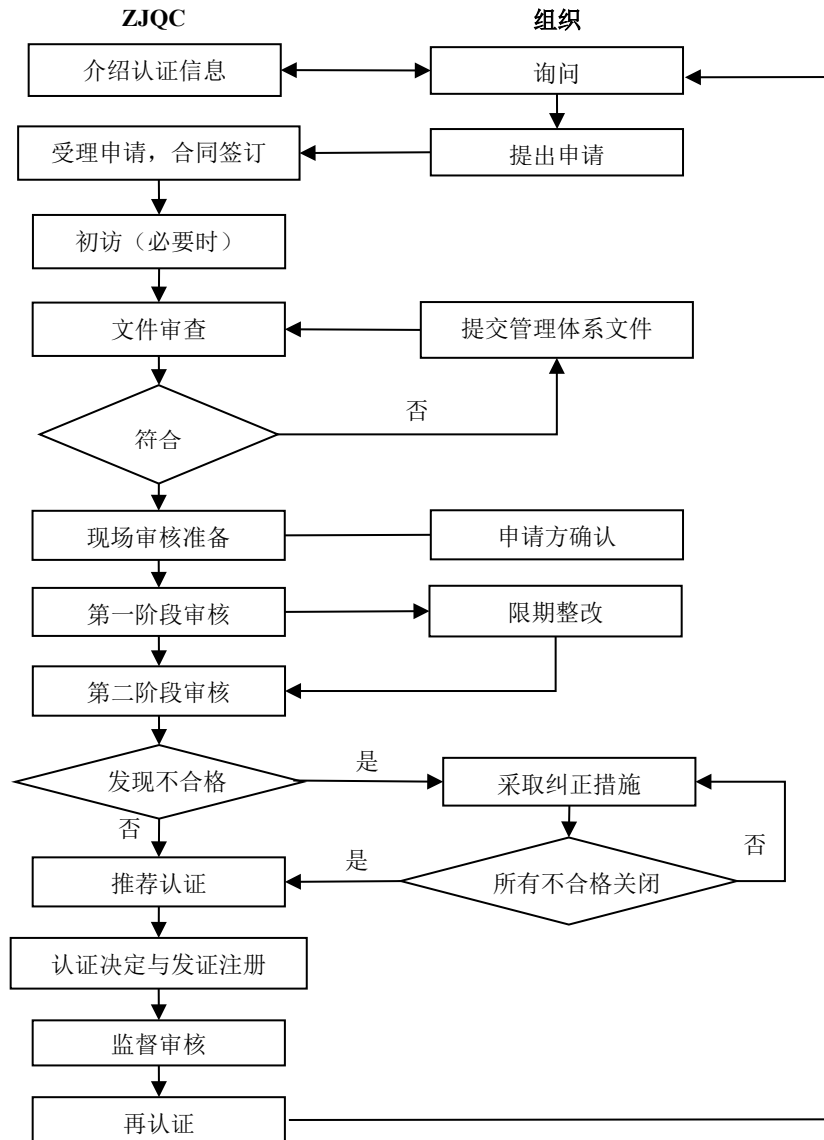 ZJQC
组织
介绍认证信息
询问
受理申请，合同签订
提出申请
初访（必要时）
文件审查
提交管理体系文件
符合
否
现场审核准备
申请方确认
第一阶段审核
限期整改
第二阶段审核
发现不合格
是
采取纠正措施
否
推荐认证
是
所有不合格关闭
否
认证决定与发证注册
监督审核
再认证